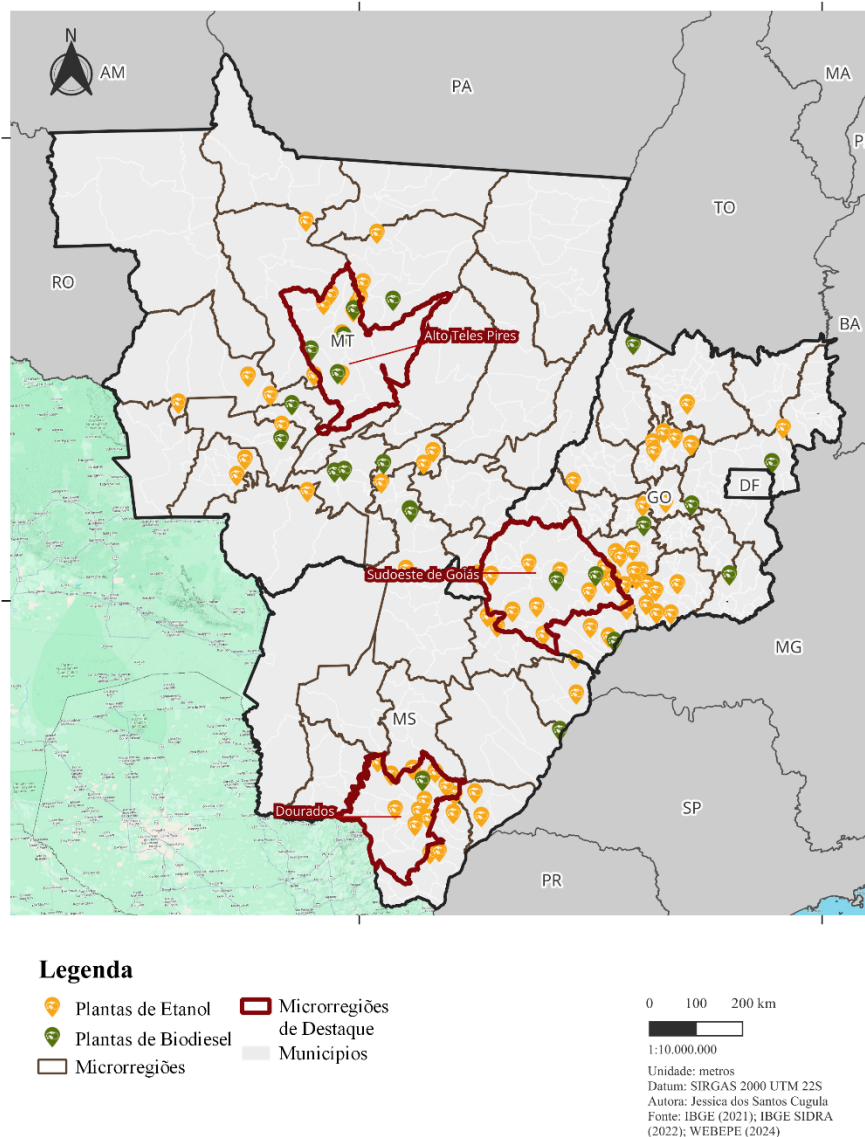 N
AM
PA
MA
P
TO
RO
BA
MT
Alto Teles Pires
DF
GO
Sudoeste de Goiás
MG
MS
Dourados
SP
PR
Legenda
Plantas de Etanol
Plantas de Biodiesel
Microrregiões
Microrregiões
de Destaque
Municípios
0 100 200 km
1:10.000.000
Unidade: metros
Datum: SIRGAS 2000 UTM 22S
Autora: Jessica dos Santos Cugula
Fonte: IBGE (2021); IBGE SIDRA
(2022); WEBEPE (2024)